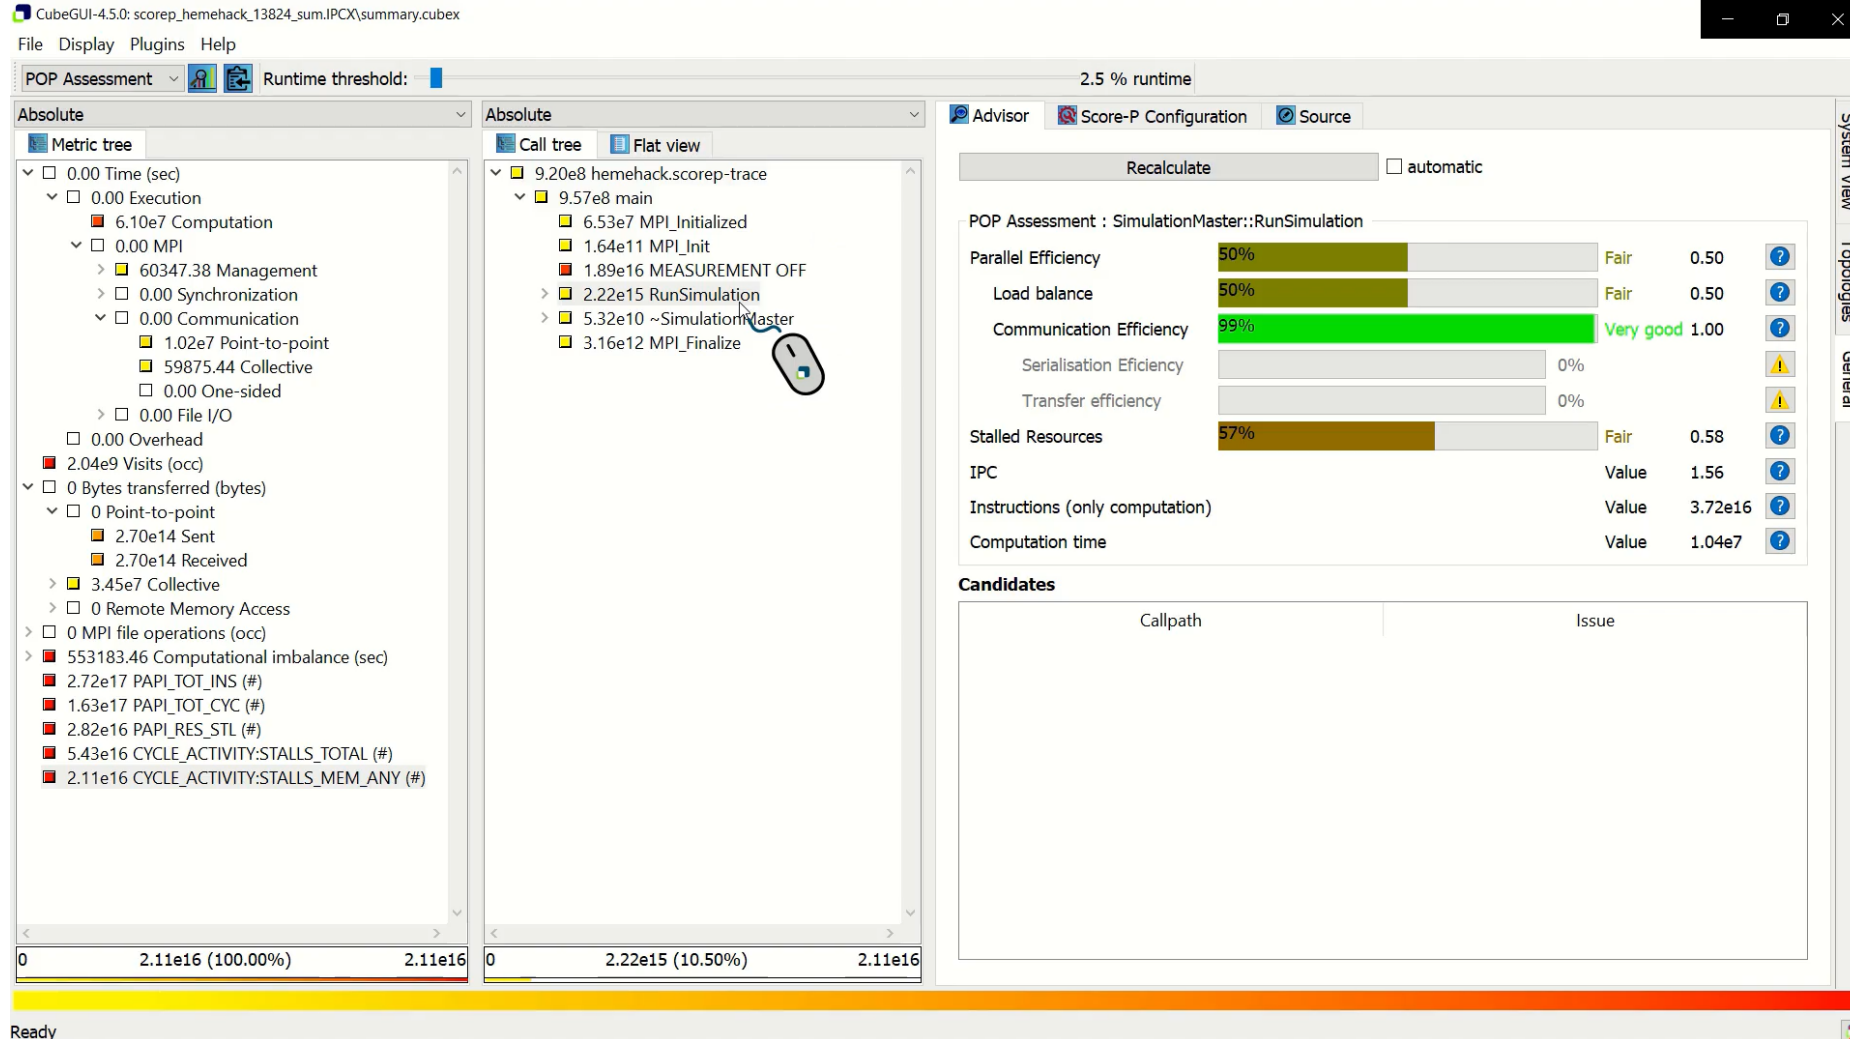 CubeGUI-4.5.0: scorep_hemehack_13824_sum.IPCX\summary.cubex
File Display Plugins Help
POP Assessment Runtime threshold: 2.5 % runtime
Absolute
Metric tree
0.00 Time (sec)
0.00 Execution
6.10e7 Computation
0.00 MPI
60347.38 Management
0.00 Synchronization
0.00 Communication
1.02e7 Point-to-point
59875.44 Collective
0.00 One-sided
0.00 File I/O
0.00 Overhead
2.04e9 Visits (occ)
0 Bytes transferred (bytes)
0 Point-to-point
2.70e14 Sent
2.70e14 Received
3.45e7 Collective
0 Remote Memory Access
0 MPI file operations (occ)
553183.46 Computational imbalance (sec)
2.72e17 PAPI_TOT_INS (#)
1.63e17 PAPI_TOT_CYC (#)
2.82e16 PAPI_RES_STL (#)
5.43e16 CYCLE_ACTIVITY:STALLS_TOTAL (#)
2.11e16 CYCLE_ACTIVITY:STALLS_MEM_ANY (#)
0 2.11e16 (100.00%) 2.11e16
Absolute
Call tree Flat view
9.20e8 hemehack.scorep-trace
9.57e8 main
6.53e7 MPI_Initialized
1.64e11 MPI_Init
1.89e16 MEASUREMENT OFF
2.22e15 RunSimulation
5.32e10 ~SimulationMaster
3.16e12 MPI_Finalize
0 2.22e15 (10.50%) 2.11e16
Advisor Score-P Configuration Source
Recalculate automatic
POP Assessment : SimulationMaster::RunSimulation
Parallel Efficiency 50% Fair 0.50
Load balance 50% Fair 0.50
Communication Efficiency 99% Very good 1.00
Serialisation Eficiency 0%
Transfer efficiency 0%
Stalled Resources 57% Fair 0.58
IPC Value 1.56
Instructions (only computation) Value 3.72e16
Computation time Value 1.04e7
Candidates
Callpath Issue
System View
Topologies
General
Ready